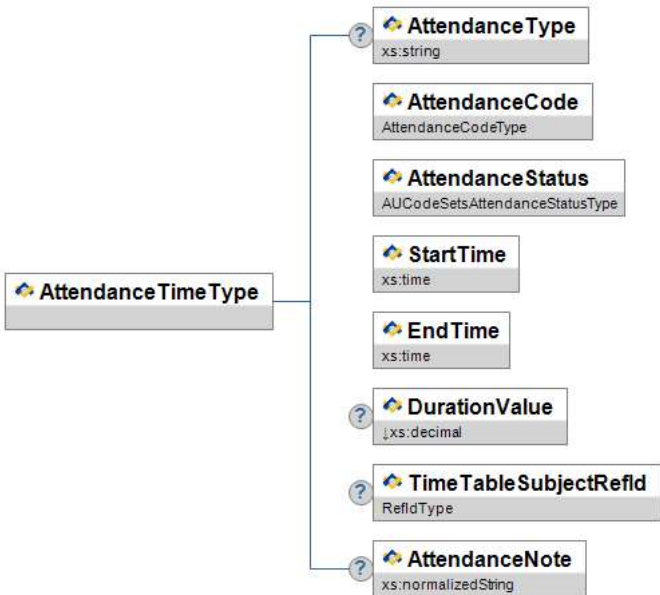 ?
AttendanceType
xs:string
AttendanceCode
AttendanceCodeType
AttendanceStatus
AUCodeSetsAttendanceStatusType
StartTime
xs:time
AttendanceTimeType
EndTime
xs:time
?
DurationValue
↓xs:decimal
?
TimeTableSubjectRefId
RefIdType
?
AttendanceNote
xs:normalizedString